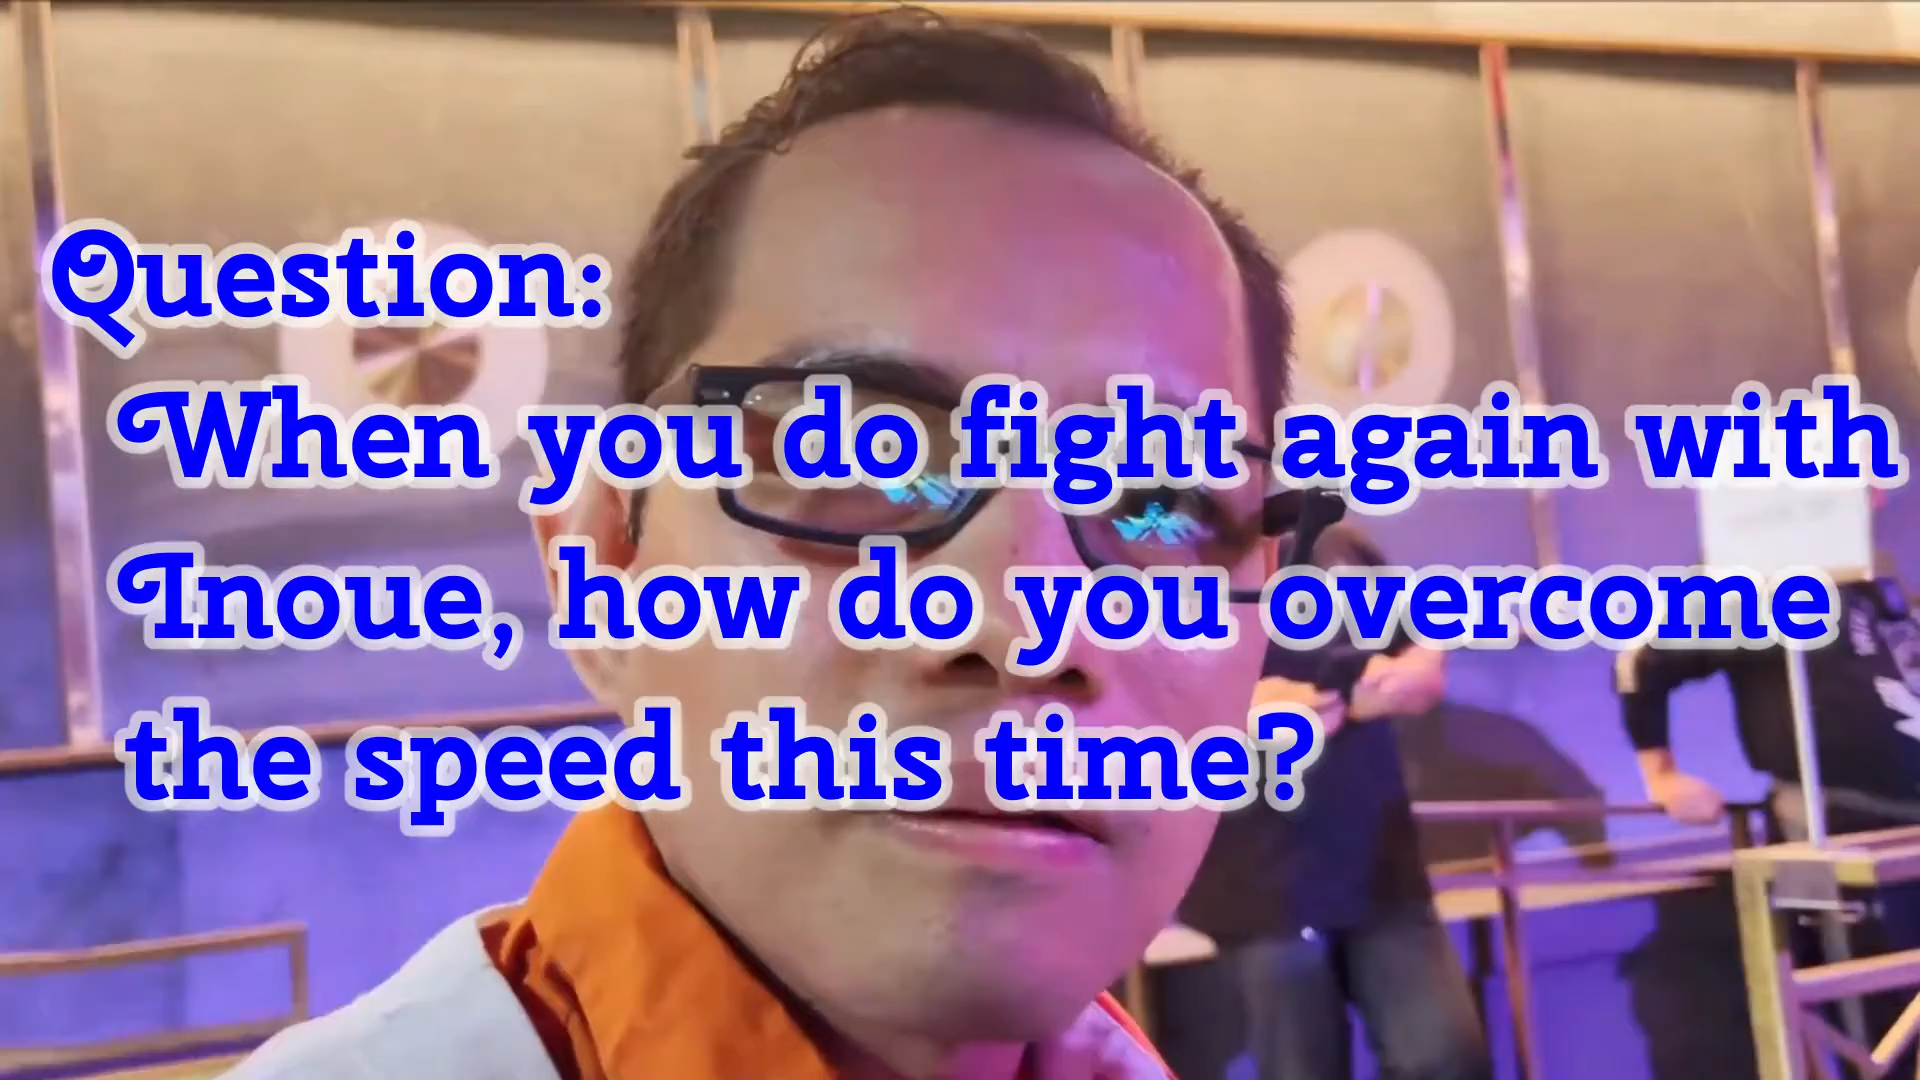 Question:
When you do fight again with
Inoue, how do you overcome
the speed this time?